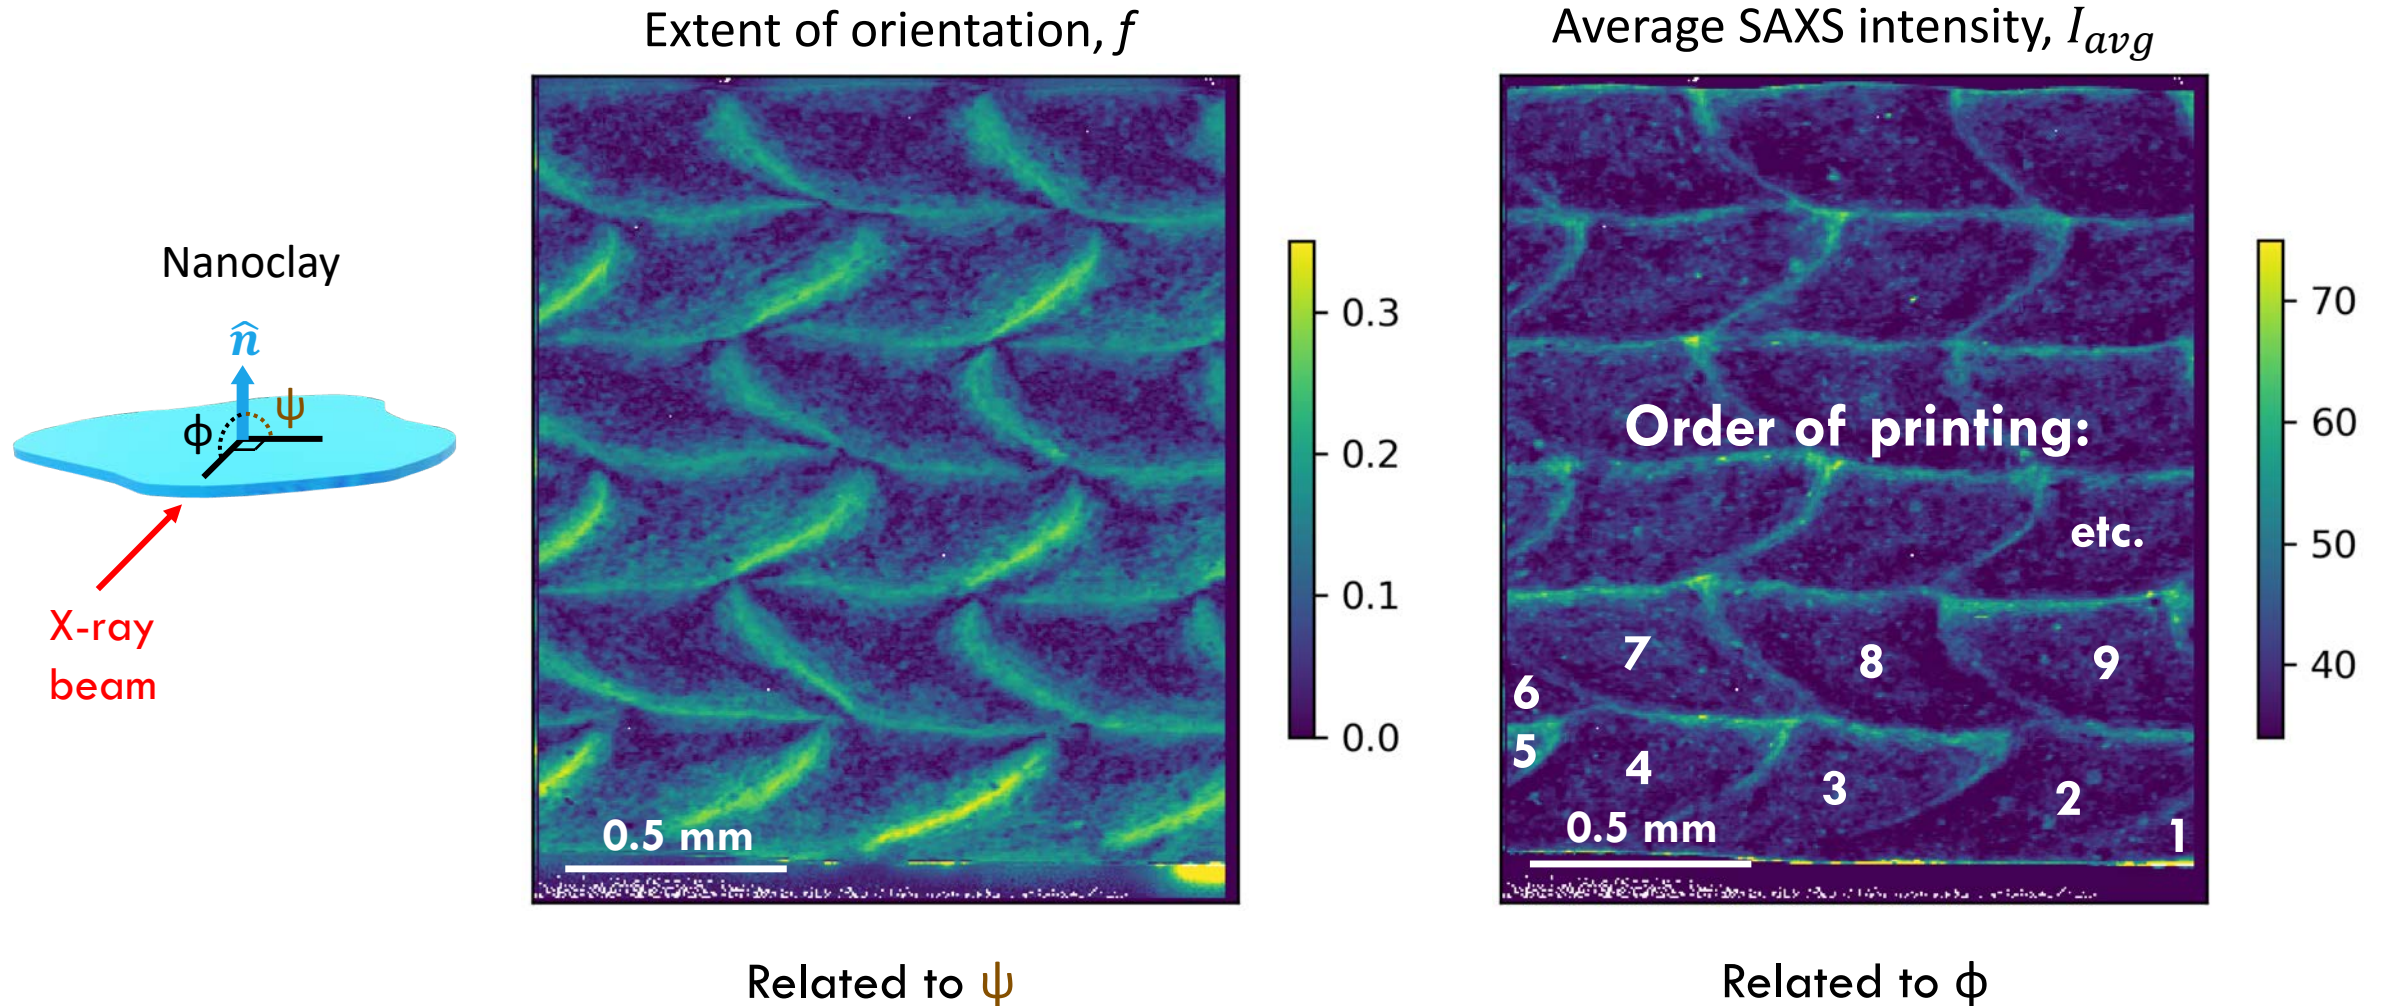 Extent of orientation, f
Average SAXS intensity, I_avg
Nanoclay
n̂
ϕ
ψ
X-ray
beam
0.3
0.2
0.1
0.0
0.5 mm
Related to ψ
Order of printing:
etc.
7
8
9
6
5
4
3
2
1
0.5 mm
70
60
50
40
Related to ϕ